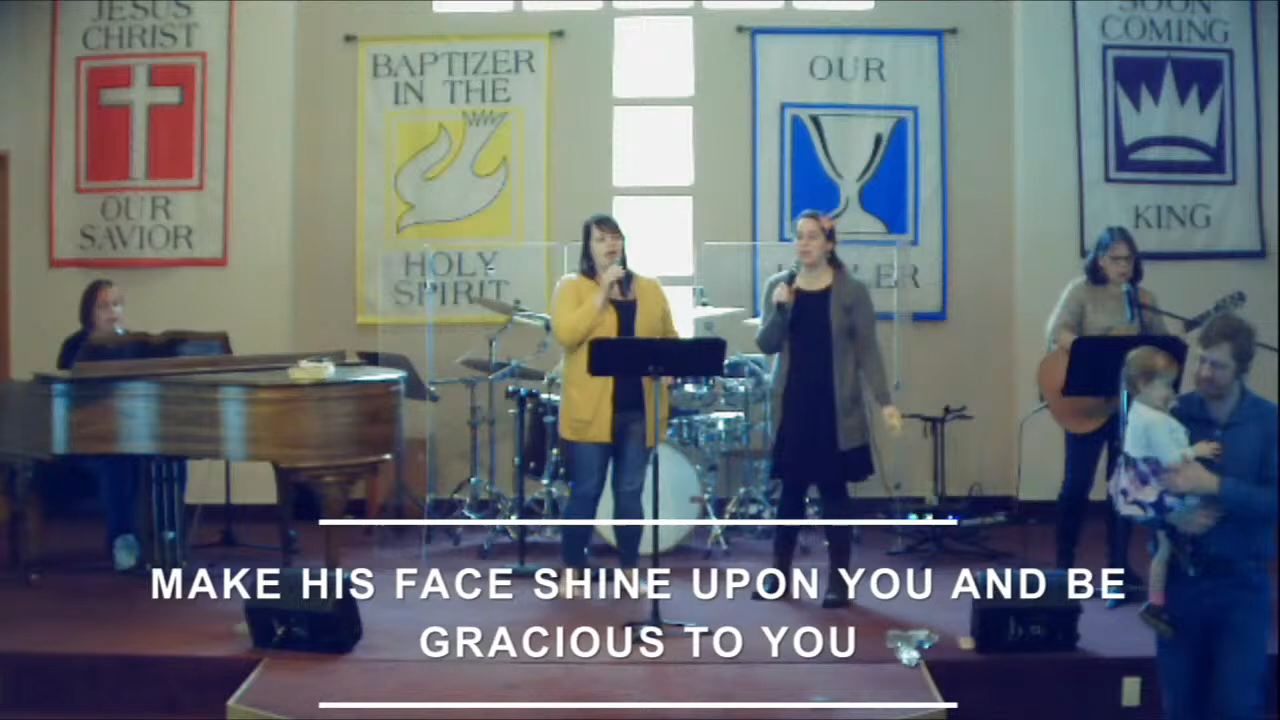 JESUS
CHRIST
OUR
SAVIOR
BAPTIZER
IN THE
HOLY
SPIRIT
OUR
SOON
COMING
KING
MAKE HIS FACE SHINE UPON YOU AND BE
GRACIOUS TO YOU